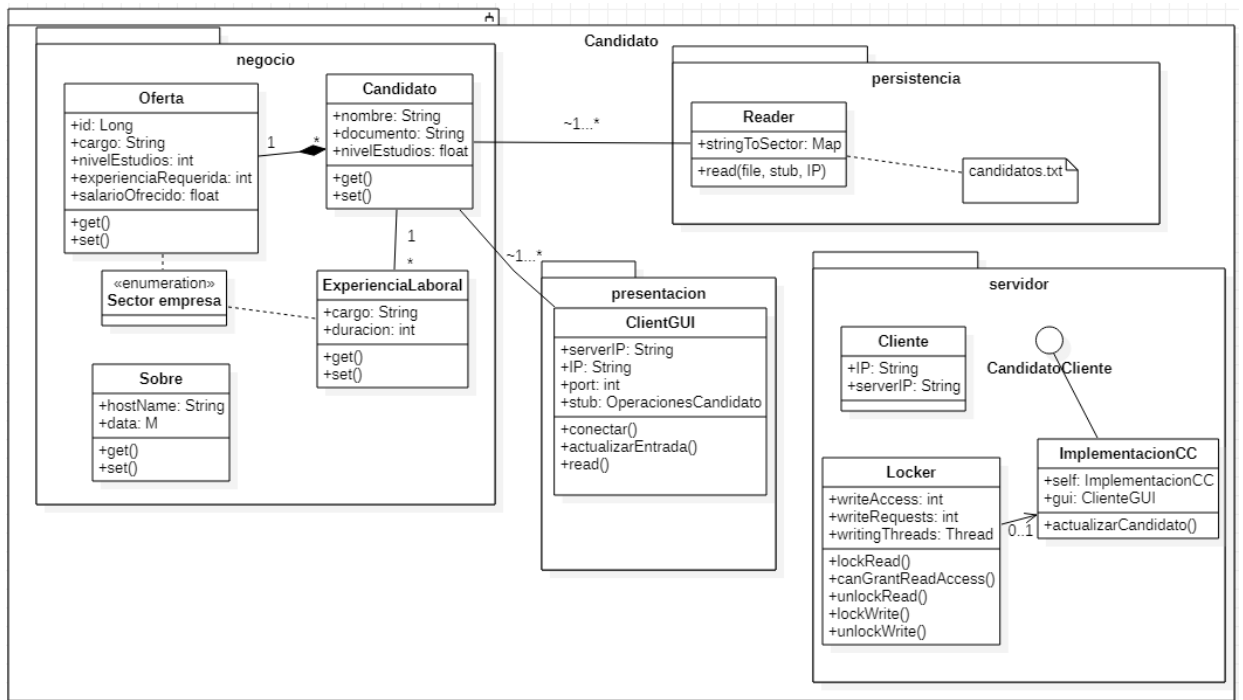 Candidato
negocio
Oferta
+id: Long
+cargo: String
+nivelEstudios: int
+experienciaRequerida: int
+salarioOfrecido: float
+get()
+set()
1
*
Candidato
+nombre: String
+documento: String
+nivelEstudios: float
+get()
+set()
~1...*
1
*
~1...*
«enumeration»
Sector empresa
ExperienciaLaboral
+cargo: String
+duracion: int
+get()
+set()
Sobre
+hostName: String
+data: M
+get()
+set()
persistencia
Reader
+stringToSector: Map
+read(file, stub, IP)
candidatos.txt
presentacion
ClientGUI
+serverIP: String
+IP: String
+port: int
+stub: OperacionesCandidato
+conectar()
+actualizarEntrada()
+read()
servidor
Cliente
+IP: String
+serverIP: String
CandidatoCliente
Locker
+writeAccess: int
+writeRequests: int
+writingThreads: Thread
+lockRead()
+canGrantReadAccess()
+unlockRead()
+lockWrite()
+unlockWrite()
0..1
ImplementacionCC
+self: ImplementacionCC
+gui: ClienteGUI
+actualizarCandidato()